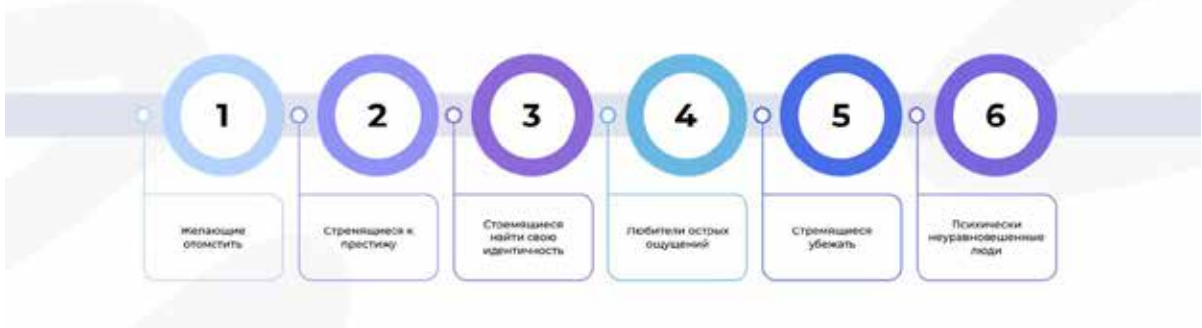 1
2
3
4
5
6
Желающие
отомстить
Стремящиеся к
престижу
Стремящиеся
найти свою
идентичность
Любители острых
ощущений
Стремящиеся
убежать
Психически
неуравновешенные
люди